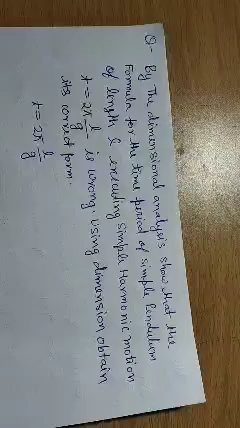 Q- By The dimensional analysis show that the
Formula for the time period of simple Pendulum
of length l executing Simple Harmonic motion
t = 2π l/g is wrong. Using dimension obtain
its correct form.
t = 2π l/g